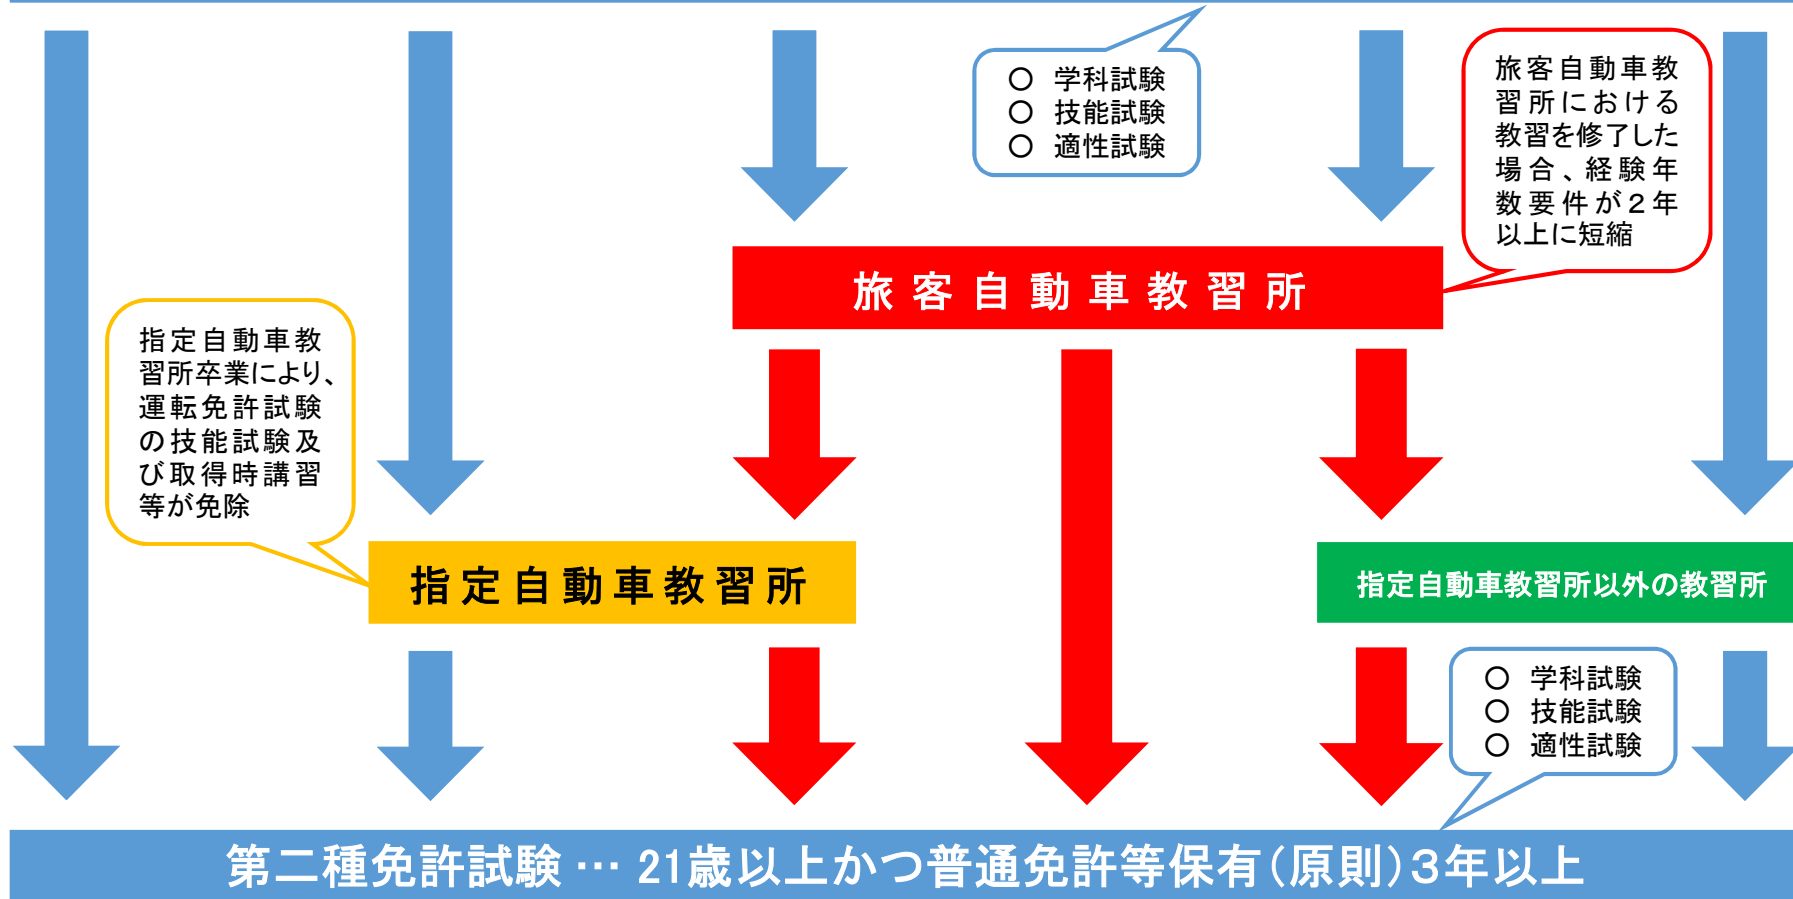 ○ 学科試験
○ 技能試験
○ 適性試験
旅客自動車教
習所における
教習を修了した
場合、経験年
数要件が２年
以上に短縮
旅客自動車教習所
指定自動車教
習所卒業により、
運転免許試験
の技能試験及
び取得時講習
等が免除
指定自動車教習所
指定自動車教習所以外の教習所
○ 学科試験
○ 技能試験
○ 適性試験
第二種免許試験 … 21歳以上かつ普通免許等保有（原則）３年以上